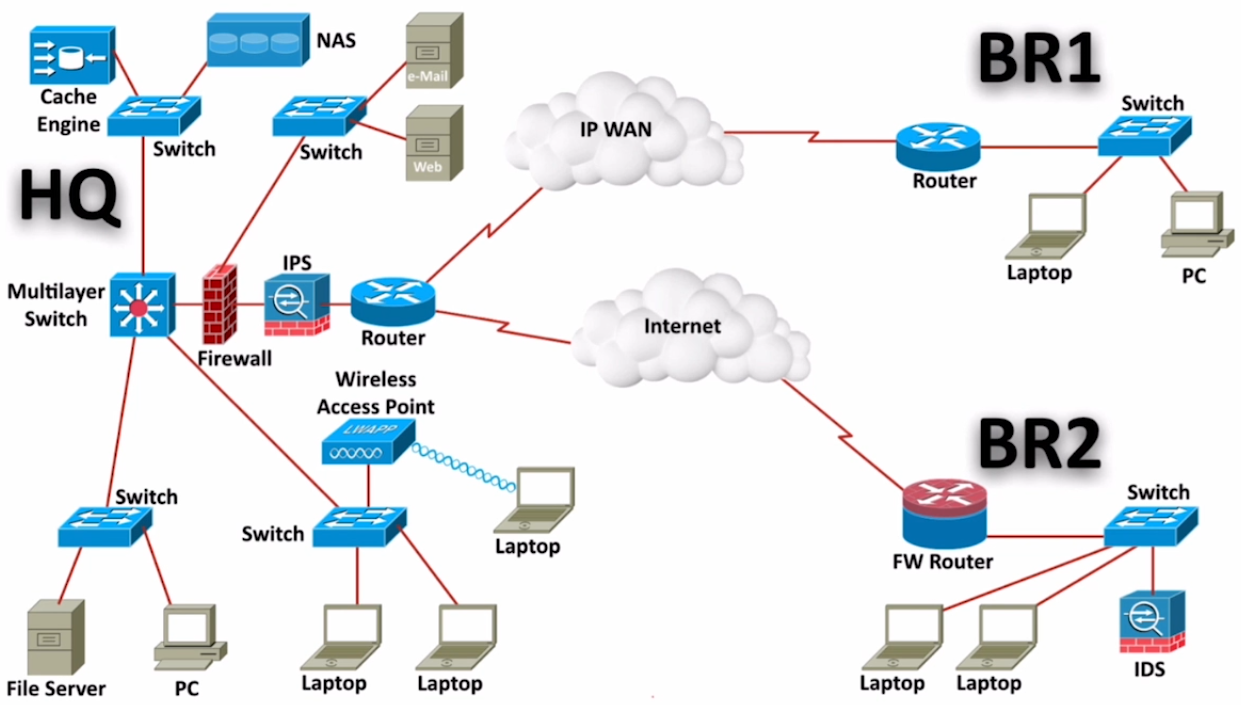 NAS
e-Mail
BR1
Cache
Engine
Switch
Switch
Web
IP WAN
Switch
Router
HQ
Laptop
PC
Multilayer
Switch
IPS
Firewall
Router
Internet
Wireless
Access Point
LWAPP
Laptop
BR2
Switch
FW Router
Switch
Switch
File Server
PC
Laptop
Laptop
Laptop
Laptop
IDS